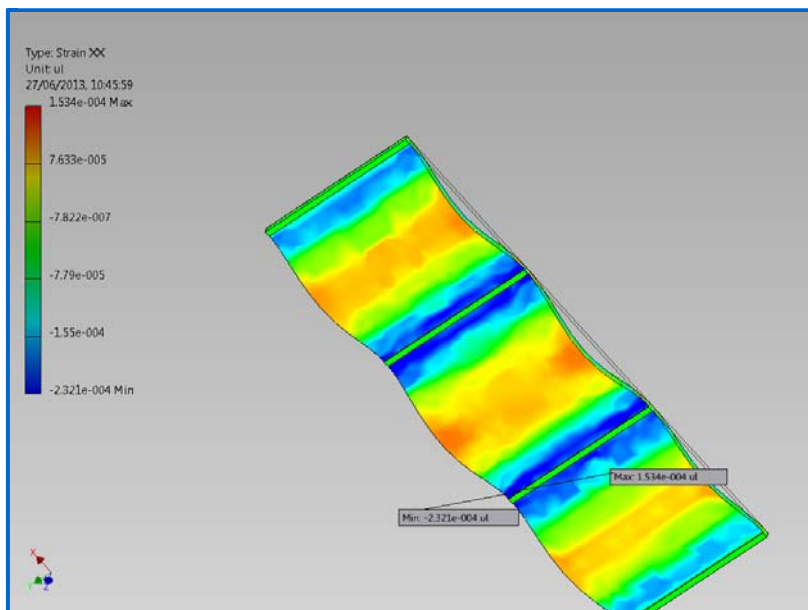 Type: Strain XX
Unit: ul
27/06/2013, 10:45:59
1.534e-004 Max
7.633e-005
-7.822e-007
-7.79e-005
-1.55e-004
-2.321e-004 Min
Max: 1.534e-004 ul
Min: -2.321e-004 ul
X
Y
Z